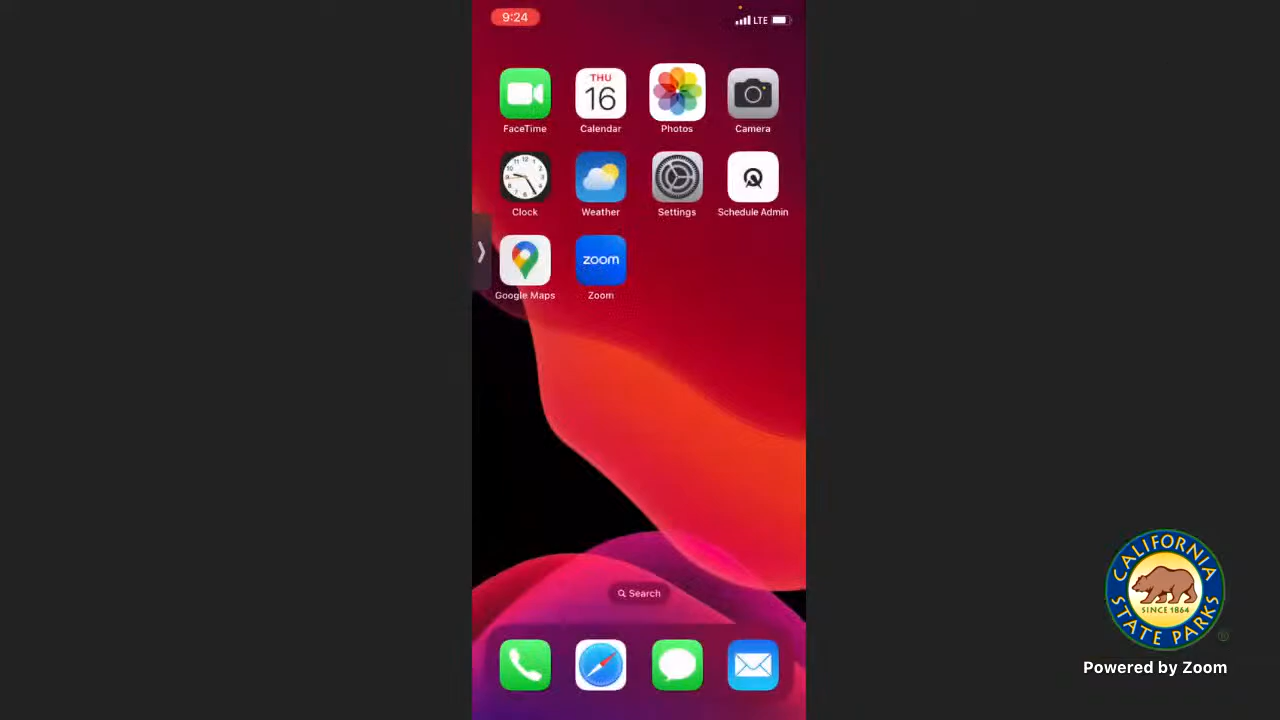 9:24
LTE
THU
16
FaceTime
Calendar
Photos
Camera
Clock
Weather
Settings
Schedule Admin
zoom
Google Maps
Zoom
Search
CALIFORNIA
STATE PARKS
SINCE 1864
®
Powered by Zoom